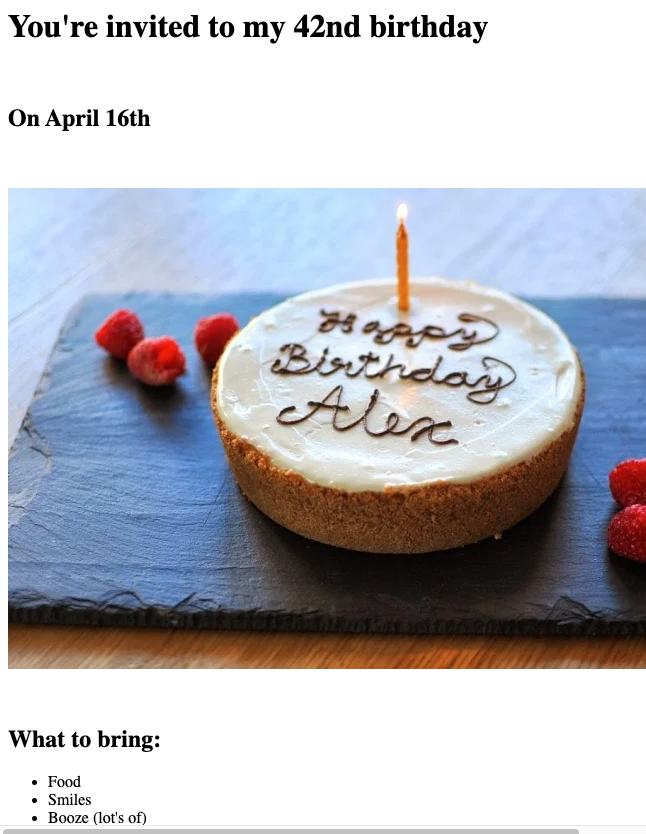 You're invited to my 42nd birthday
On April 16th
Happy
Birthday
Alex
What to bring:
Food
Smiles
Booze (lot's of)